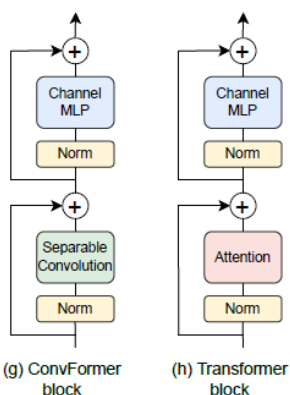 +
Channel
MLP
Norm
+
Separable
Convolution
Norm
(g) ConvFormer
block
+
Channel
MLP
Norm
+
Attention
Norm
(h) Transformer
block